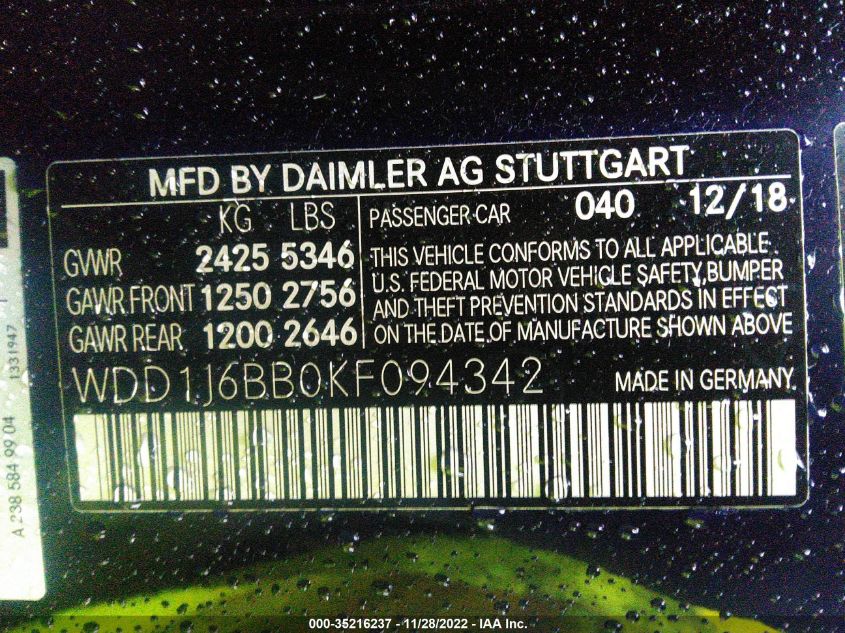 MFD BY DAIMLER AG STUTTGART
KG LBS
GVWR 2425 5346
GAWR FRONT 1250 2756
GAWR REAR 1200 2646
PASSENGER CAR 040 12/18
THIS VEHICLE CONFORMS TO ALL APPLICABLE
U.S. FEDERAL MOTOR VEHICLE SAFETY, BUMPER
AND THEFT PREVENTION STANDARDS IN EFFECT
ON THE DATE OF MANUFACTURE SHOWN ABOVE
WDD1J6BB0KF094342 MADE IN GERMANY
A 238 584 99 04
1331947
000-35216237 - 11/28/2022 - IAA Inc.